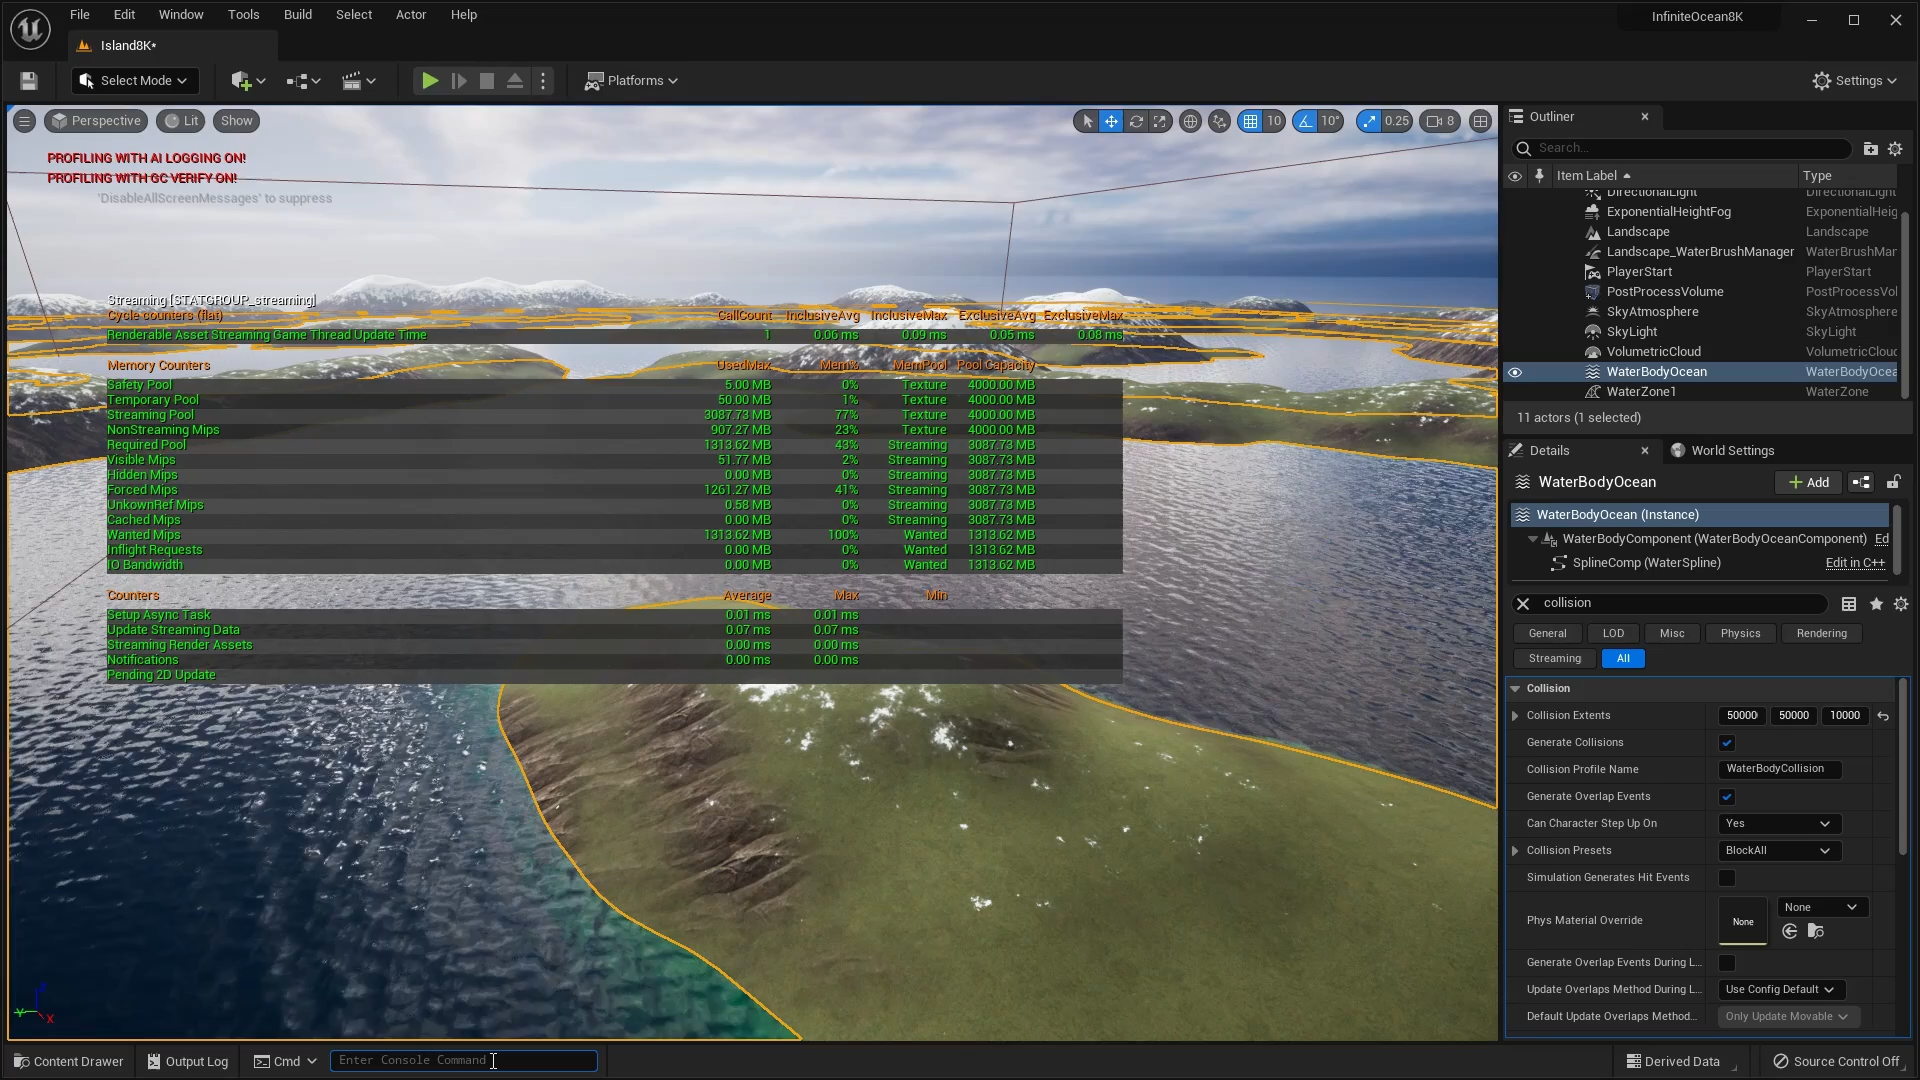 File Edit Window Tools Build Select Actor Help
InfiniteOcean8K
Island8K*
Select Mode
Platforms
Settings
Perspective Lit Show
10 10° 0.25 8
PROFILING WITH AI LOGGING ON!
PROFILING WITH GC VERIFY ON!
'DisableAllScreenMessages' to suppress
Streaming [STATGROUP_streaming]
Cycle counters (flat) CallCount InclusiveAvg InclusiveMax ExclusiveAvg ExclusiveMax
Renderable Asset Streaming Game Thread Update Time 1 0.06 ms 0.09 ms 0.05 ms 0.08 ms
Memory Counters UsedMax Mem% MemPool Pool Capacity
Safety Pool 5.00 MB 0% Texture 4000.00 MB
Temporary Pool 50.00 MB 1% Texture 4000.00 MB
Streaming Pool 3087.73 MB 77% Texture 4000.00 MB
NonStreaming Mips 907.27 MB 23% Texture 4000.00 MB
Required Pool 1313.62 MB 43% Streaming 3087.73 MB
Visible Mips 51.77 MB 2% Streaming 3087.73 MB
Hidden Mips 0.00 MB 0% Streaming 3087.73 MB
Forced Mips 1261.27 MB 41% Streaming 3087.73 MB
UnkownRef Mips 0.58 MB 0% Streaming 3087.73 MB
Cached Mips 0.00 MB 0% Streaming 3087.73 MB
Wanted Mips 1313.62 MB 100% Wanted 1313.62 MB
Inflight Requests 0.00 MB 0% Wanted 1313.62 MB
IO Bandwidth 0.00 MB 0% Wanted 1313.62 MB
Counters Average Max Min
Setup Async Task 0.01 ms 0.01 ms
Update Streaming Data 0.07 ms 0.07 ms
Streaming Render Assets 0.00 ms 0.00 ms
Notifications 0.00 ms 0.00 ms
Pending 2D Update
Z
Y
X
Outliner
Search...
Item Label Type
DirectionalLight DirectionalLight
ExponentialHeightFog ExponentialHeig
Landscape Landscape
Landscape_WaterBrushManager WaterBrushMar
PlayerStart PlayerStart
PostProcessVolume PostProcessVol
SkyAtmosphere SkyAtmosphere
SkyLight SkyLight
VolumetricCloud VolumetricCloud
WaterBodyOcean WaterBodyOcea
WaterZone1 WaterZone
11 actors (1 selected)
Details World Settings
WaterBodyOcean Add
WaterBodyOcean (Instance)
WaterBodyComponent (WaterBodyOceanComponent) Ed
SplineComp (WaterSpline) Edit in C++
collision
General LOD Misc Physics Rendering
Streaming All
Collision
Collision Extents 50000 50000 10000
Generate Collisions
Collision Profile Name WaterBodyCollision
Generate Overlap Events
Can Character Step Up On Yes
Collision Presets BlockAll
Simulation Generates Hit Events
Phys Material Override None None
Generate Overlap Events During L...
Update Overlaps Method During L... Use Config Default
Default Update Overlaps Method... Only Update Movable
Content Drawer Output Log Cmd Enter Console Command Derived Data Source Control Off